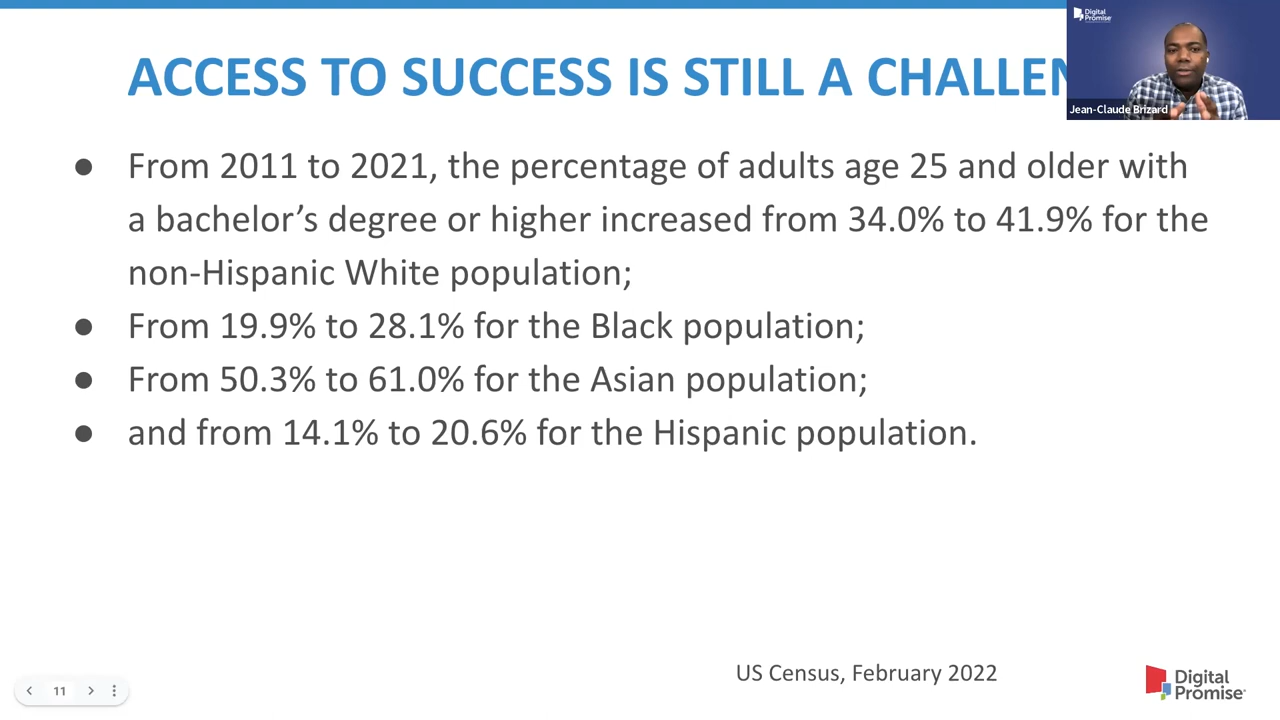 ACCESS TO SUCCESS IS STILL A CHALLEN
Digital
Promise
Jean-Claude Brizard
● From 2011 to 2021, the percentage of adults age 25 and older with
a bachelor’s degree or higher increased from 34.0% to 41.9% for the
non-Hispanic White population;
● From 19.9% to 28.1% for the Black population;
● From 50.3% to 61.0% for the Asian population;
● and from 14.1% to 20.6% for the Hispanic population.
US Census, February 2022
11
Digital
Promise